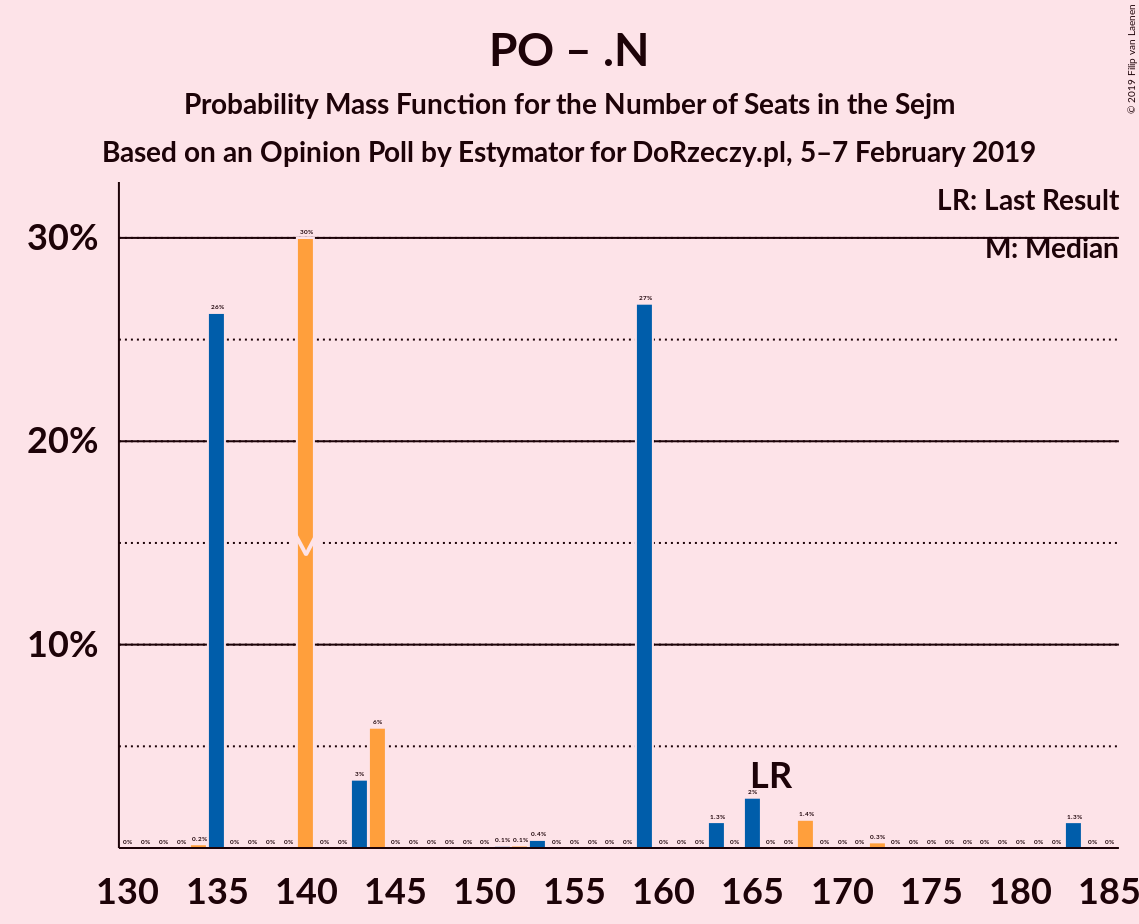 PO – .N
Probability Mass Function for the Number of Seats in the Sejm
Based on an Opinion Poll by Estymator for DoRzeczy.pl, 5–7 February 2019
© 2019 Filip van Laenen
LR: Last Result
M: Median
30%
20%
10%
0% 0% 0% 0% 0.2% 26% 0% 0% 0% 0% 30% 0% 0% 3% 6% 0% 0% 0% 0% 0% 0% 0.1% 0.1% 0.4% 0% 0% 0% 0% 0% 27% 0% 0% 0% 1.3% 0% 2% 0% 0% 1.4% 0% 0% 0% 0.3% 0% 0% 0% 0% 0% 0% 0% 0% 0% 0% 1.3% 0% 0%
LR
130 135 140 145 150 155 160 165 170 175 180 185